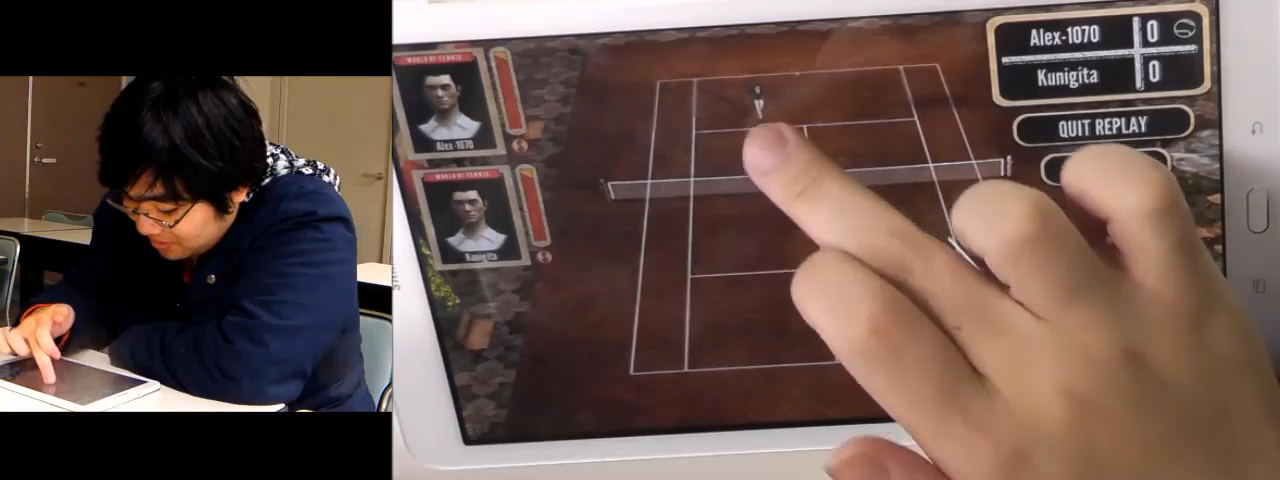 WORLD OF TENNIS
Alex-1070
WORLD OF TENNIS
Kunigita
Alex-1070 0
Kunigita 0
QUIT REPLAY